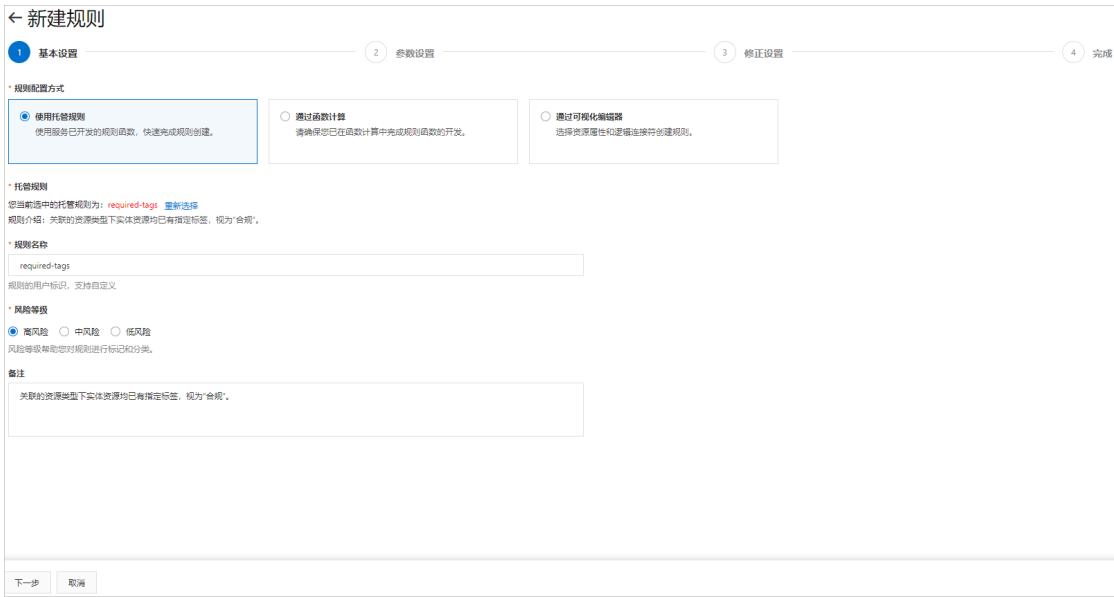 ← 新建规则
1 基本设置 2 参数设置 3 修正设置 4 完成
* 规则配置方式
使用托管规则 通过函数计算 通过可视化编辑器
使用服务已开发的规则函数，快速完成规则创建。 请确保您已在函数计算中完成规则函数的开发。 选择资源属性和逻辑连接符创建规则。
* 托管规则
您当前选中的托管规则为：required-tags 重新选择
规则介绍：关联的资源类型下实体资源均已有指定标签，视为“合规”。
* 规则名称
required-tags
规则的用户标识，支持自定义
* 风险等级
高风险 中风险 低风险
风险等级帮助您对规则进行标记和分类。
备注
关联的资源类型下实体资源均已有指定标签，视为“合规”。
下一步 取消